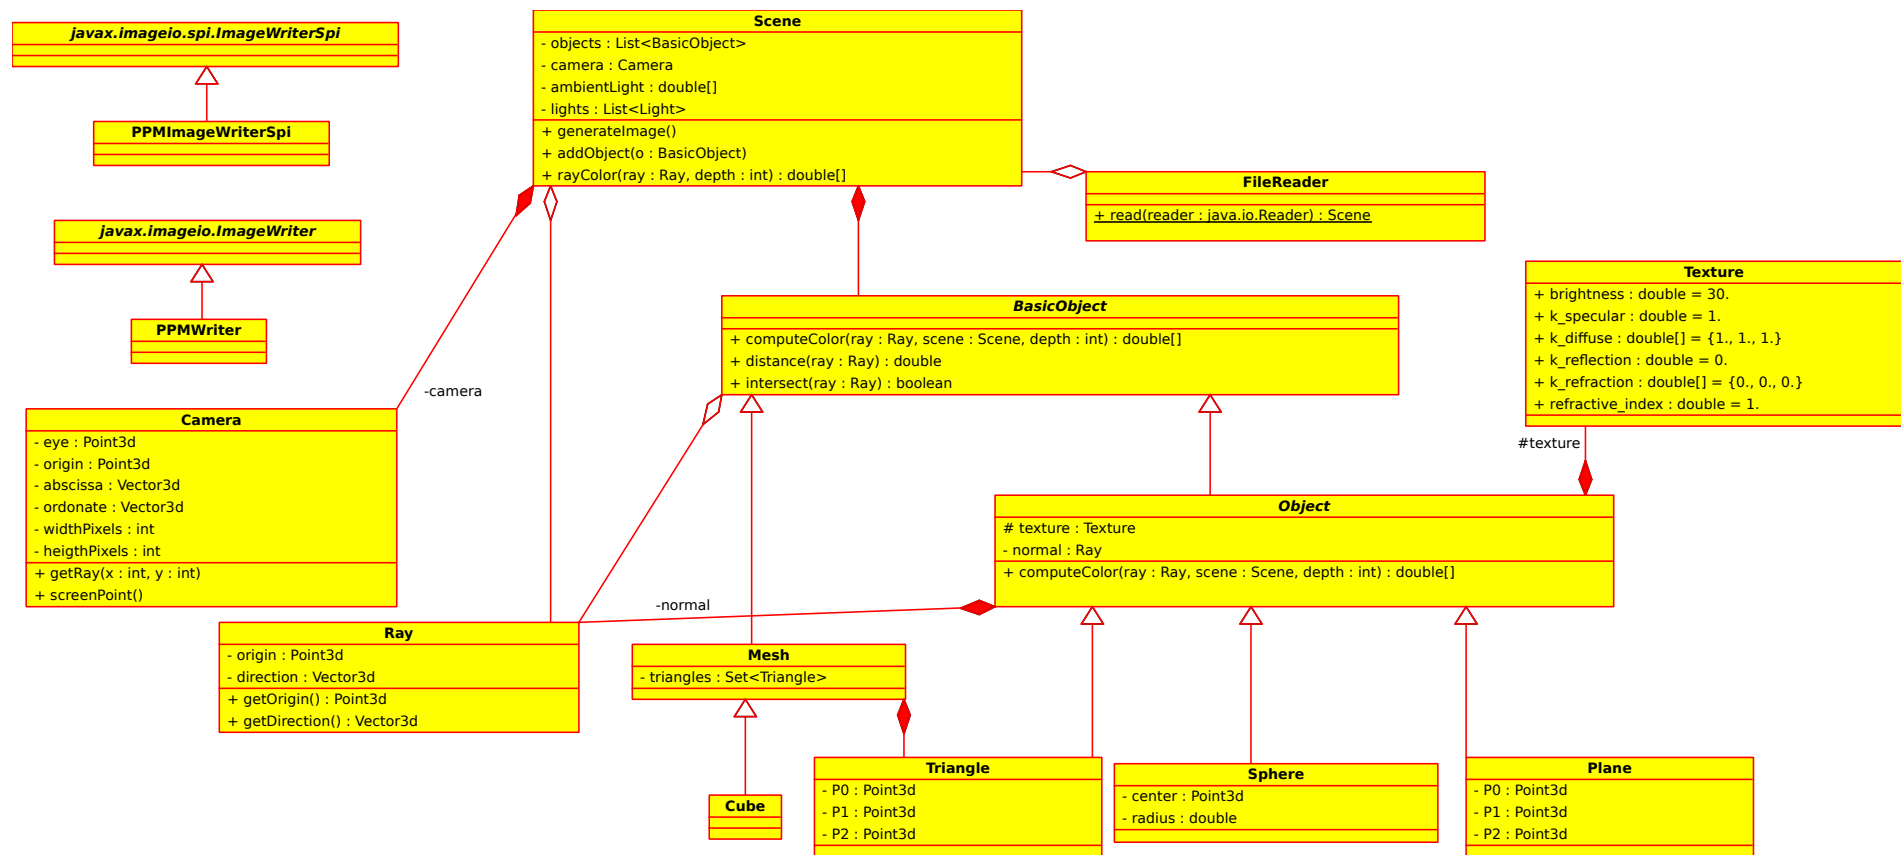 javax.imageio.spi.ImageWriterSpi
PPMImageWriterSpi
javax.imageio.ImageWriter
PPMWriter
Scene
- objects : List<BasicObject>
- camera : Camera
- ambientLight : double[]
- lights : List<Light>
+ generateImage()
+ addObject(o : BasicObject)
+ rayColor(ray : Ray, depth : int) : double[]
FileReader
+ read(reader : java.io.Reader) : Scene
BasicObject
+ computeColor(ray : Ray, scene : Scene, depth : int) : double[]
+ distance(ray : Ray) : double
+ intersect(ray : Ray) : boolean
Texture
+ brightness : double = 30.
+ k_specular : double = 1.
+ k_diffuse : double[] = {1., 1., 1.}
+ k_reflection : double = 0.
+ k_refraction : double[] = {0., 0., 0.}
+ refractive_index : double = 1.
#texture
-camera
Camera
- eye : Point3d
- origin : Point3d
- abscissa : Vector3d
- ordonate : Vector3d
- widthPixels : int
- heigthPixels : int
+ getRay(x : int, y : int)
+ screenPoint()
Object
# texture : Texture
- normal : Ray
+ computeColor(ray : Ray, scene : Scene, depth : int) : double[]
-normal
Ray
- origin : Point3d
- direction : Vector3d
+ getOrigin() : Point3d
+ getDirection() : Vector3d
Mesh
- triangles : Set<Triangle>
Cube
Triangle
- P0 : Point3d
- P1 : Point3d
- P2 : Point3d
Sphere
- center : Point3d
- radius : double
Plane
- P0 : Point3d
- P1 : Point3d
- P2 : Point3d